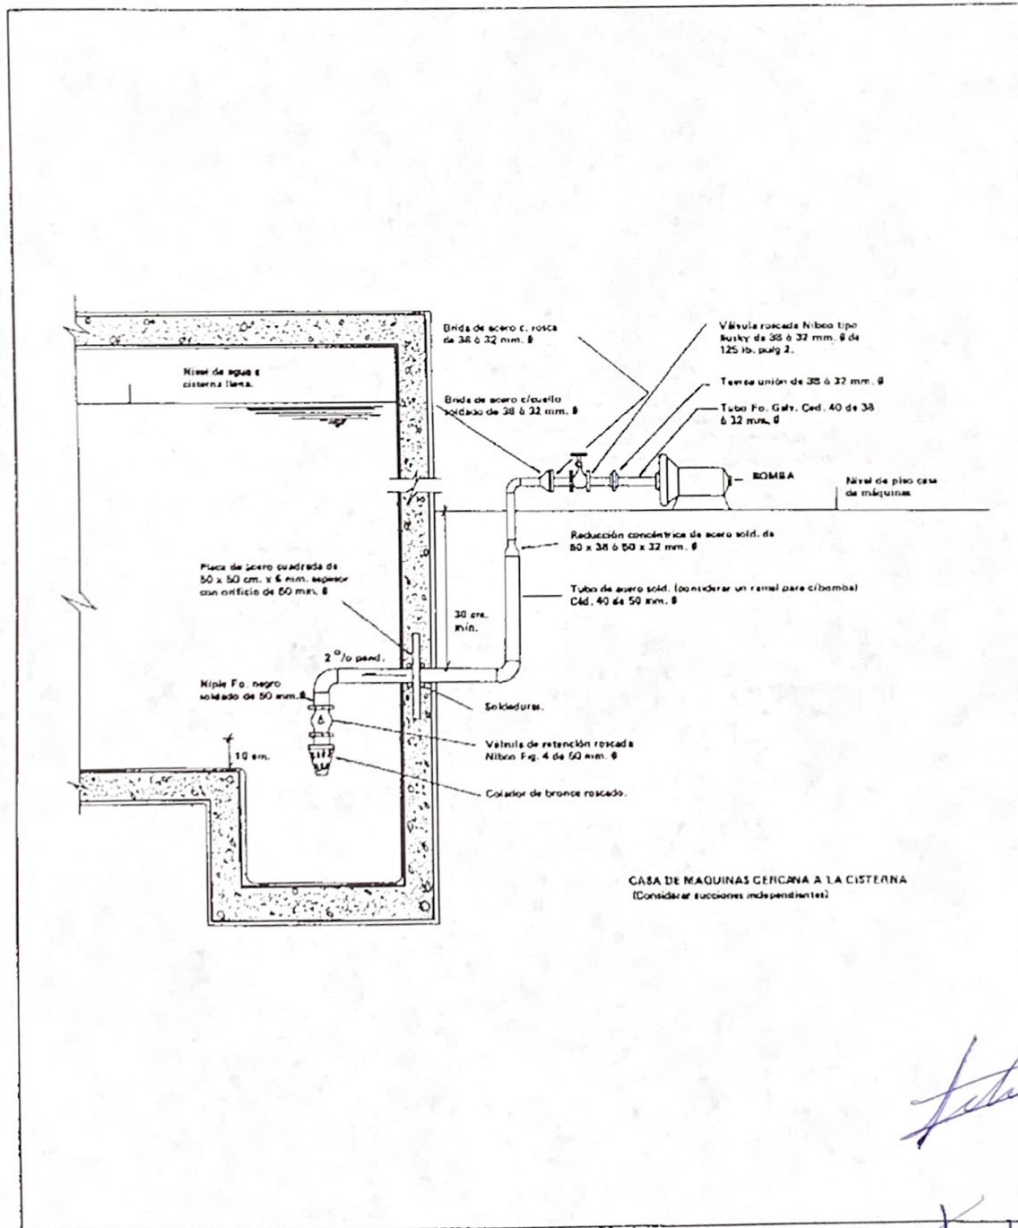 Brida de acero c. rosca
de 38 ó 32 mm. ø
Válvula roscada Nibco tipo
Husky de 38 ó 32 mm. ø de
125 lb. pulg 2.
Nivel de agua a
cisterna llena.
Brida de acero c/cuello
soldado de 38 ó 32 mm. ø
Tuerca unión de 38 ó 32 mm. ø
Tubo Fo. Galv. Ced. 40 de 38
ó 32 mm. ø
BOMBA
Nivel de piso casa
de máquinas
Reducción concéntrica de acero sold. de
50 x 38 ó 50 x 32 mm. ø
Placa de acero cuadrada de
50 x 50 cm. x 6 mm. espesor
con orificio de 60 mm. ø
Tubo de acero sold. (considerar un ramal para c/bomba)
Céd. 40 de 50 mm. ø
30 cm.
mín.
2 °/o pend.
Niple Fo. negro
soldado de 50 mm. ø
Soldaduras.
Válvula de retención roscada
Nibco Fig. 4 de 50 mm. ø
10 cm.
Colador de bronce roscado.
CASA DE MAQUINAS CERCANA A LA CISTERNA
(Considerar succiones independientes)